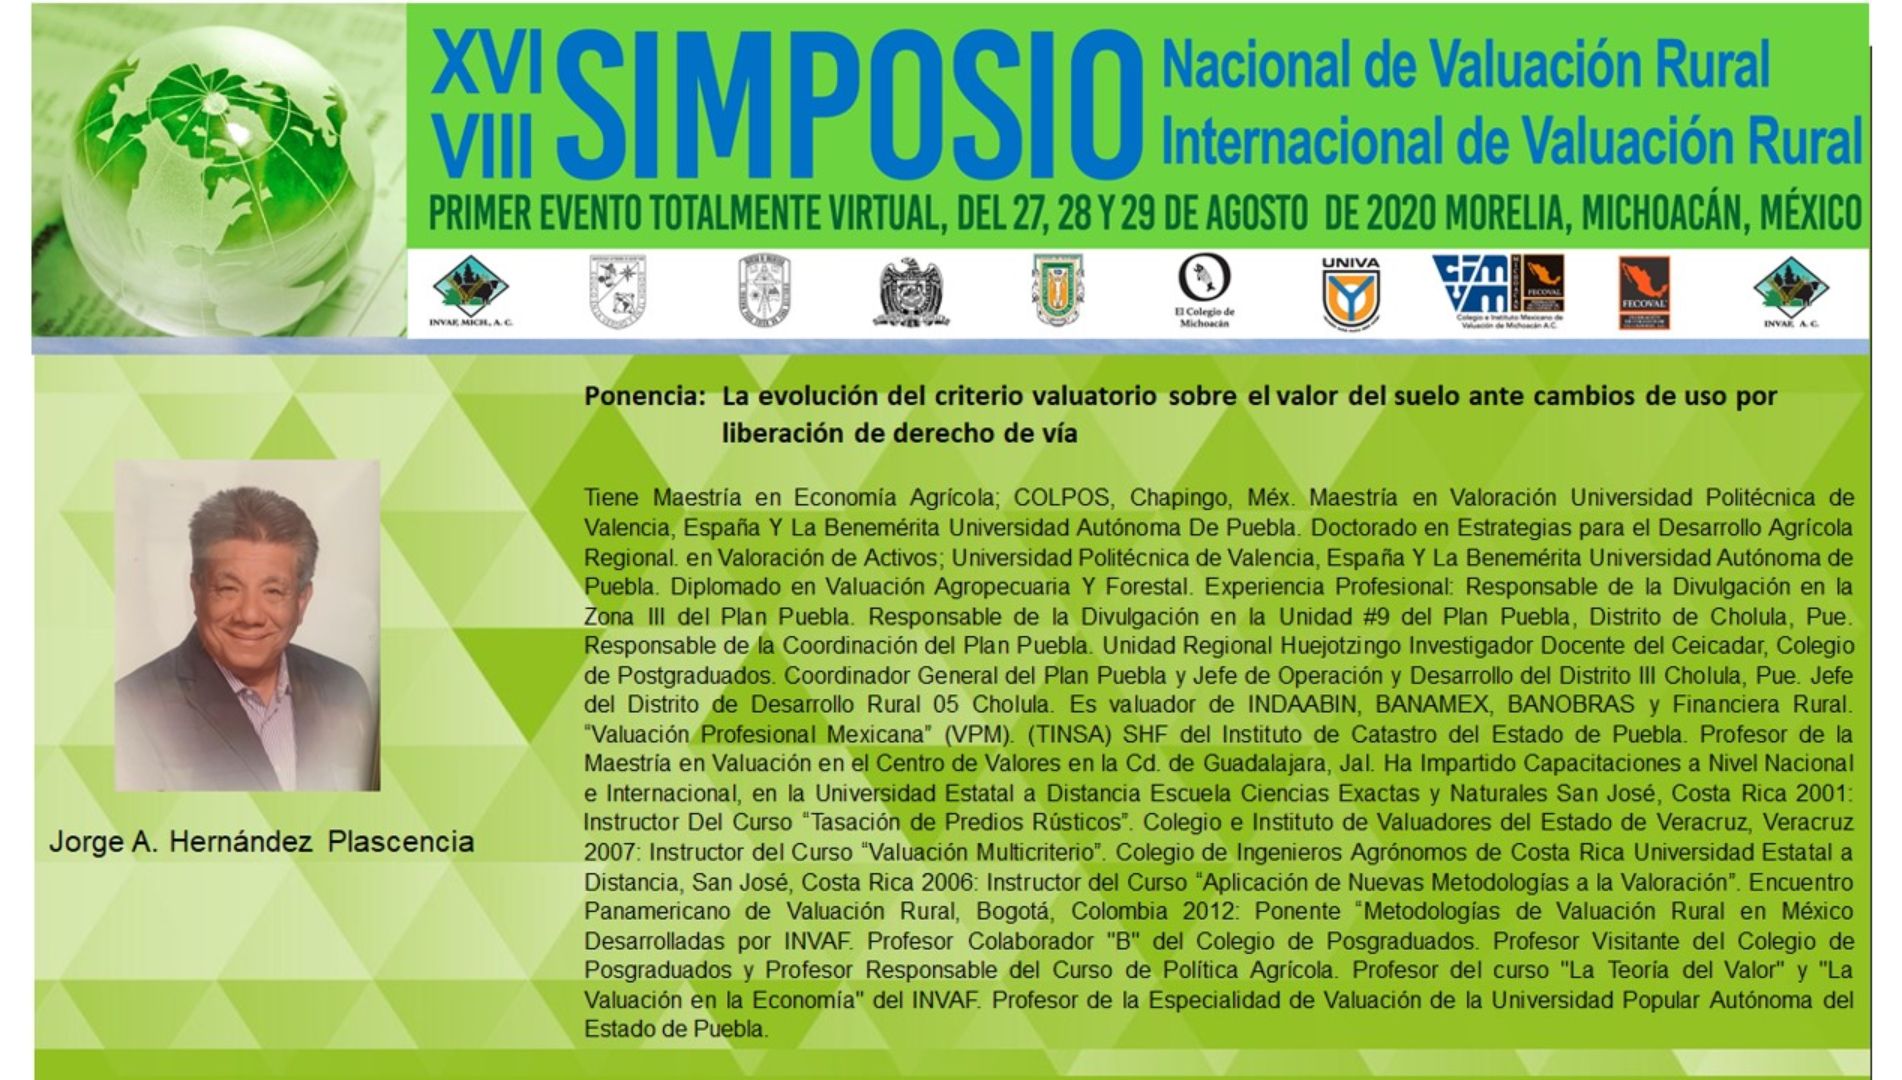 XVI SIMPOSIO Nacional de Valuación Rural
VIII Internacional de Valuación Rural
PRIMER EVENTO TOTALMENTE VIRTUAL, DEL 27, 28 Y 29 DE AGOSTO DE 2020 MORELIA, MICHOACÁN, MÉXICO
INVAF, MICH., A. C.
El Colegio de
Michoacán
UNIVA
MICHOACÁN
FECOVAL
Colegio e Instituto Mexicano de
Valuación de Michoacán A.C.
FECOVAL
INVAF, A. C.
Ponencia: La evolución del criterio valuatorio sobre el valor del suelo ante cambios de uso por
liberación de derecho de vía
Tiene Maestría en Economía Agrícola; COLPOS, Chapingo, Méx. Maestría en Valoración Universidad Politécnica de
Valencia, España Y La Benemérita Universidad Autónoma De Puebla. Doctorado en Estrategias para el Desarrollo Agrícola
Regional. en Valoración de Activos; Universidad Politécnica de Valencia, España Y La Benemérita Universidad Autónoma de
Puebla. Diplomado en Valuación Agropecuaria Y Forestal. Experiencia Profesional: Responsable de la Divulgación en la
Zona III del Plan Puebla. Responsable de la Divulgación en la Unidad #9 del Plan Puebla, Distrito de Cholula, Pue.
Responsable de la Coordinación del Plan Puebla. Unidad Regional Huejotzingo Investigador Docente del Ceicadar, Colegio
de Postgraduados. Coordinador General del Plan Puebla y Jefe de Operación y Desarrollo del Distrito III Cholula, Pue. Jefe
del Distrito de Desarrollo Rural 05 Cholula. Es valuador de INDAABIN, BANAMEX, BANOBRAS y Financiera Rural.
“Valuación Profesional Mexicana” (VPM). (TINSA) SHF del Instituto de Catastro del Estado de Puebla. Profesor de la
Maestría en Valuación en el Centro de Valores en la Cd. de Guadalajara, Jal. Ha Impartido Capacitaciones a Nivel Nacional
e Internacional, en la Universidad Estatal a Distancia Escuela Ciencias Exactas y Naturales San José, Costa Rica 2001:
Instructor Del Curso “Tasación de Predios Rústicos”. Colegio e Instituto de Valuadores del Estado de Veracruz, Veracruz
2007: Instructor del Curso “Valuación Multicriterio”. Colegio de Ingenieros Agrónomos de Costa Rica Universidad Estatal a
Distancia, San José, Costa Rica 2006: Instructor del Curso “Aplicación de Nuevas Metodologías a la Valoración”. Encuentro
Panamericano de Valuación Rural, Bogotá, Colombia 2012: Ponente “Metodologías de Valuación Rural en México
Desarrolladas por INVAF. Profesor Colaborador "B" del Colegio de Posgraduados. Profesor Visitante del Colegio de
Posgraduados y Profesor Responsable del Curso de Política Agrícola. Profesor del curso "La Teoría del Valor" y "La
Valuación en la Economía" del INVAF. Profesor de la Especialidad de Valuación de la Universidad Popular Autónoma del
Estado de Puebla.
Jorge A. Hernández Plascencia